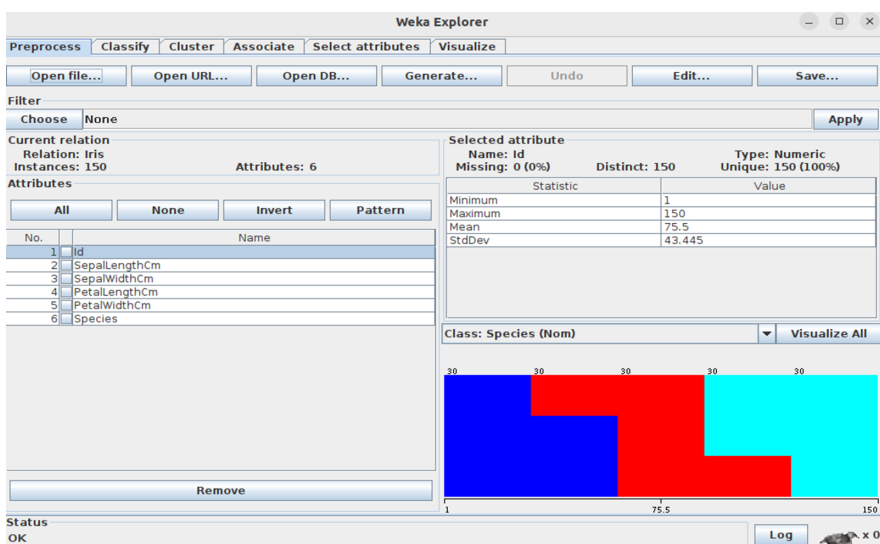 Weka Explorer
Preprocess Classify Cluster Associate Select attributes Visualize
Open file... Open URL... Open DB... Generate... Undo Edit... Save...
Filter
Choose None Apply
Current relation
Relation: Iris
Instances: 150 Attributes: 6
Attributes
All None Invert Pattern
No. Name
1 Id
2 SepalLengthCm
3 SepalWidthCm
4 PetalLengthCm
5 PetalWidthCm
6 Species
Remove
Selected attribute
Name: Id Type: Numeric
Missing: 0 (0%) Distinct: 150 Unique: 150 (100%)
Statistic Value
Minimum 1
Maximum 150
Mean 75.5
StdDev 43.445
Class: Species (Nom) Visualize All
30 30 30 30 30
1 75.5 150
Status
OK Log x 0